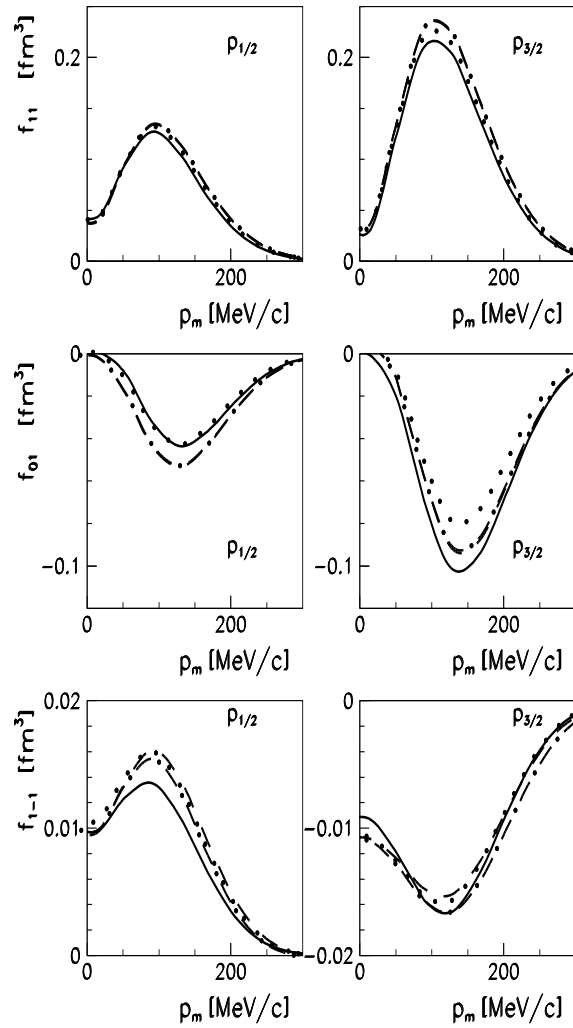 f₁₁ [fm³]
0.2
0
p₁/₂
p₃/₂
0 200
0 200
pₘ [MeV/c]
pₘ [MeV/c]
f₀₁ [fm³]
0
-0.1
0
-0.1
p₁/₂
p₃/₂
0 200
0 200
pₘ [MeV/c]
pₘ [MeV/c]
f₁₋₁ [fm³]
0.02
0.01
0
0
-0.01
-0.02
p₁/₂
p₃/₂
0 200
0 200
pₘ [MeV/c]
pₘ [MeV/c]